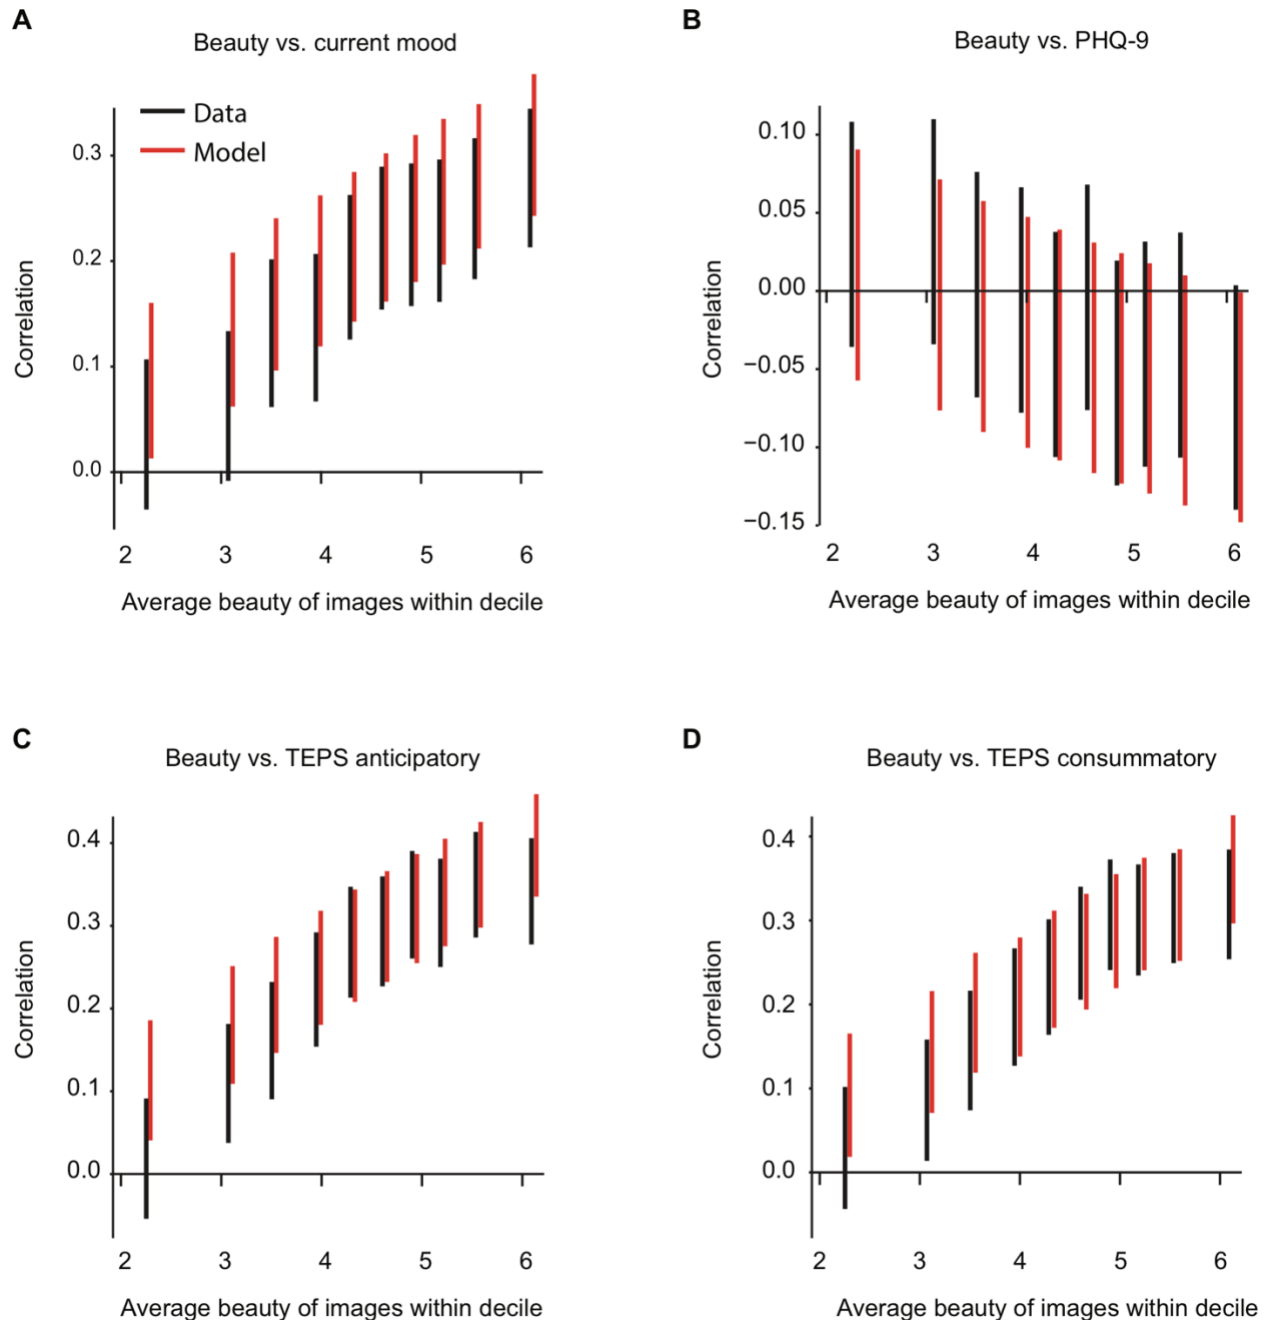 A
Beauty vs. current mood
Data
Model
0.3
0.2
0.1
0.0
Correlation
2 3 4 5 6
Average beauty of images within decile
B
Beauty vs. PHQ-9
0.10
0.05
0.00
−0.05
−0.10
−0.15
Correlation
2 3 4 5 6
Average beauty of images within decile
C
Beauty vs. TEPS anticipatory
0.4
0.3
0.2
0.1
0.0
Correlation
2 3 4 5 6
Average beauty of images within decile
D
Beauty vs. TEPS consummatory
0.4
0.3
0.2
0.1
0.0
Correlation
2 3 4 5 6
Average beauty of images within decile